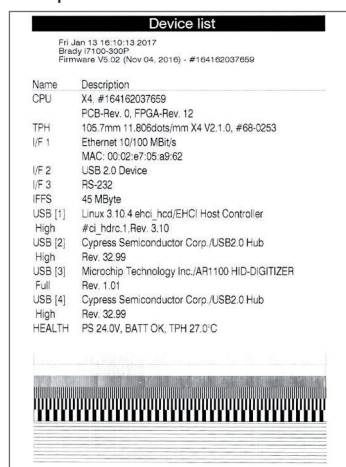 Device list
Fri Jan 13 16:10:13 2017
Brady i7100-300P
Firmware V5.02 (Nov 04, 2016) - #164162037659
Name Description
CPU X4, #164162037659
PCB-Rev. 0, FPGA-Rev. 12
TPH 105.7mm 11.806dots/mm X4 V2.1.0, #68-0253
I/F 1 Ethernet 10/100 MBit/s
MAC: 00:02:e7:05:a9:62
I/F 2 USB 2.0 Device
I/F 3 RS-232
IFFS 45 MByte
USB [1] Linux 3.10.4 ehci_hcd/EHCI Host Controller
High #ci_hdrc.1,Rev. 3.10
USB [2] Cypress Semiconductor Corp./USB2.0 Hub
High Rev. 32.99
USB [3] Microchip Technology Inc./AR1100 HID-DIGITIZER
Full Rev. 1.01
USB [4] Cypress Semiconductor Corp./USB2.0 Hub
High Rev. 32.99
HEALTH PS 24.0V, BATT OK, TPH 27.0°C